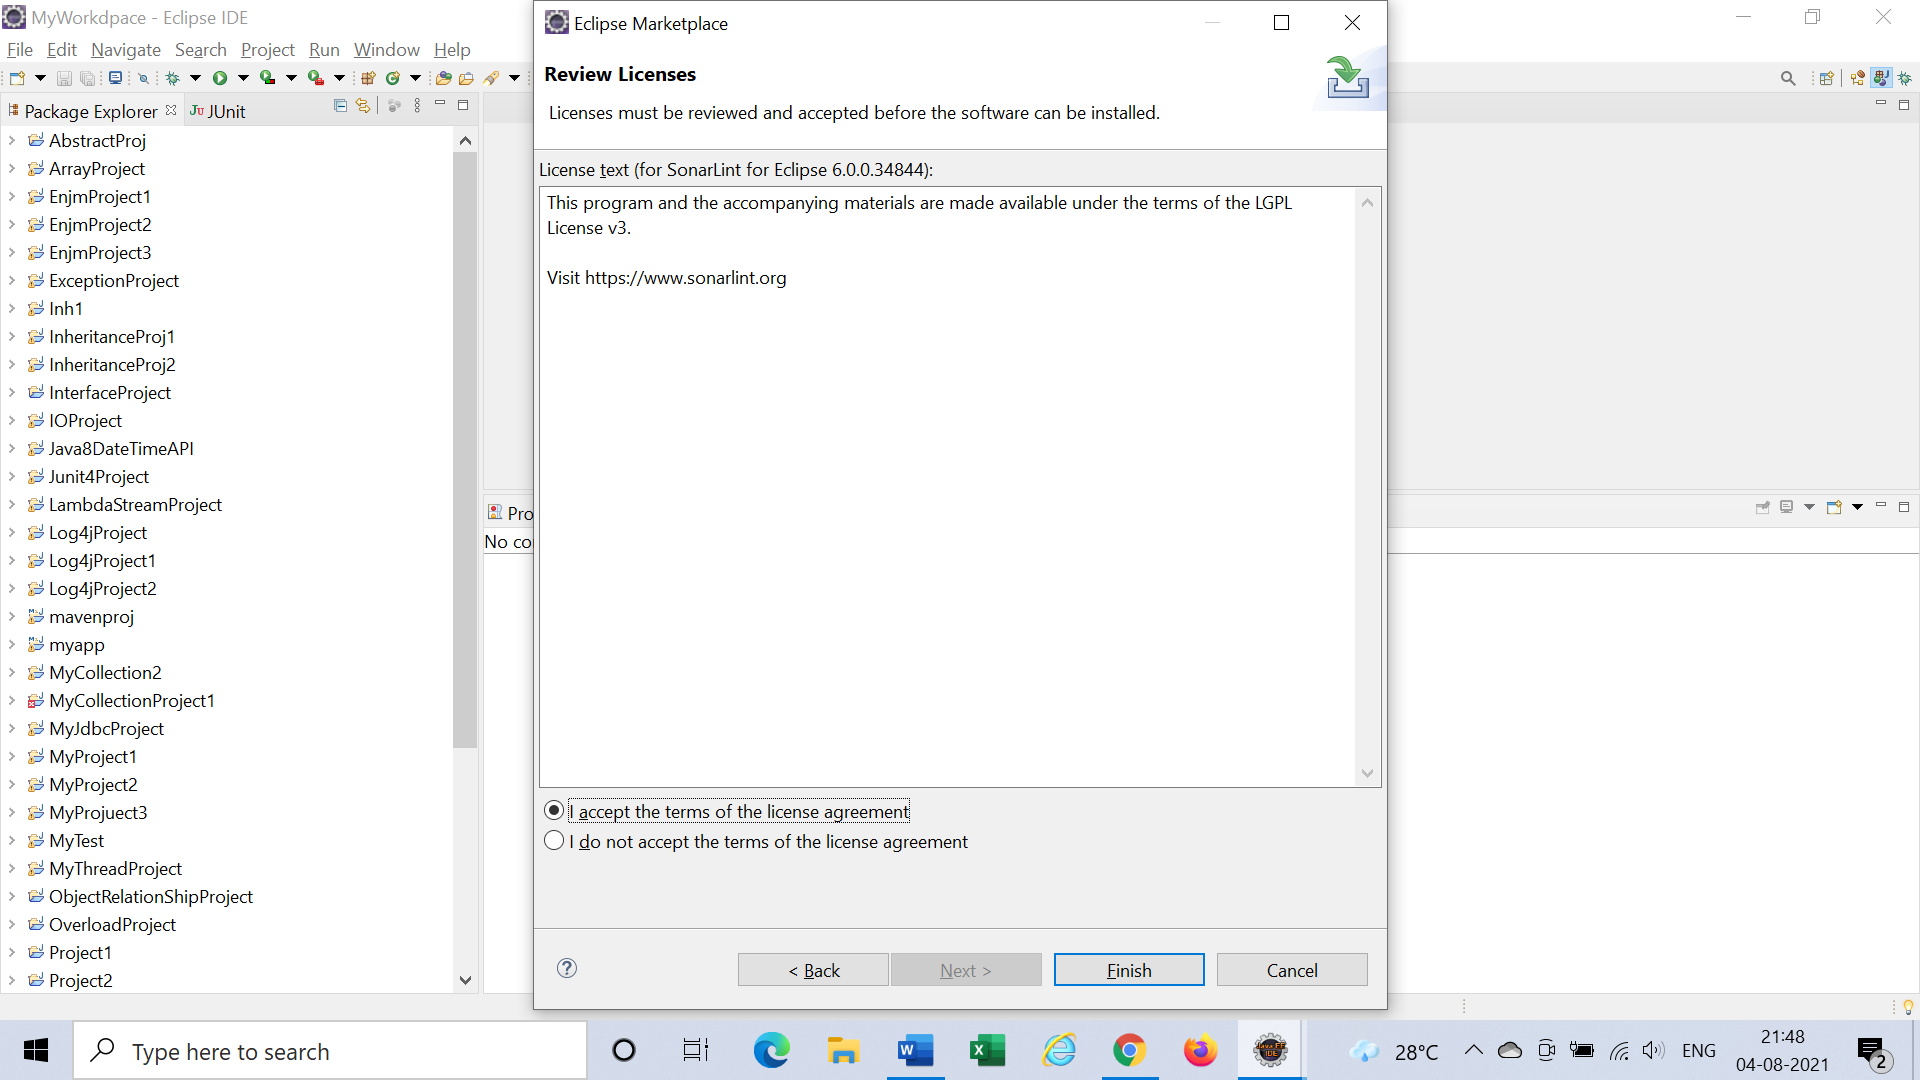 MyWorkdpace - Eclipse IDE
File Edit Navigate Search Project Run Window Help
Package Explorer
JUnit
AbstractProj
ArrayProject
EnjmProject1
EnjmProject2
EnjmProject3
ExceptionProject
Inh1
InheritanceProj1
InheritanceProj2
InterfaceProject
IOProject
Java8DateTimeAPI
Junit4Project
LambdaStreamProject
Log4jProject
Log4jProject1
Log4jProject2
mavenproj
myapp
MyCollection2
MyCollectionProject1
MyJdbcProject
MyProject1
MyProject2
MyProjuect3
MyTest
MyThreadProject
ObjectRelationShipProject
OverloadProject
Project1
Project2
Pro
No co
Eclipse Marketplace
Review Licenses
Licenses must be reviewed and accepted before the software can be installed.
License text (for SonarLint for Eclipse 6.0.0.34844):
This program and the accompanying materials are made available under the terms of the LGPL
License v3.
Visit https://www.sonarlint.org
I accept the terms of the license agreement
I do not accept the terms of the license agreement
< Back
Next >
Finish
Cancel
Type here to search
28°C
ENG
21:48
04-08-2021
2